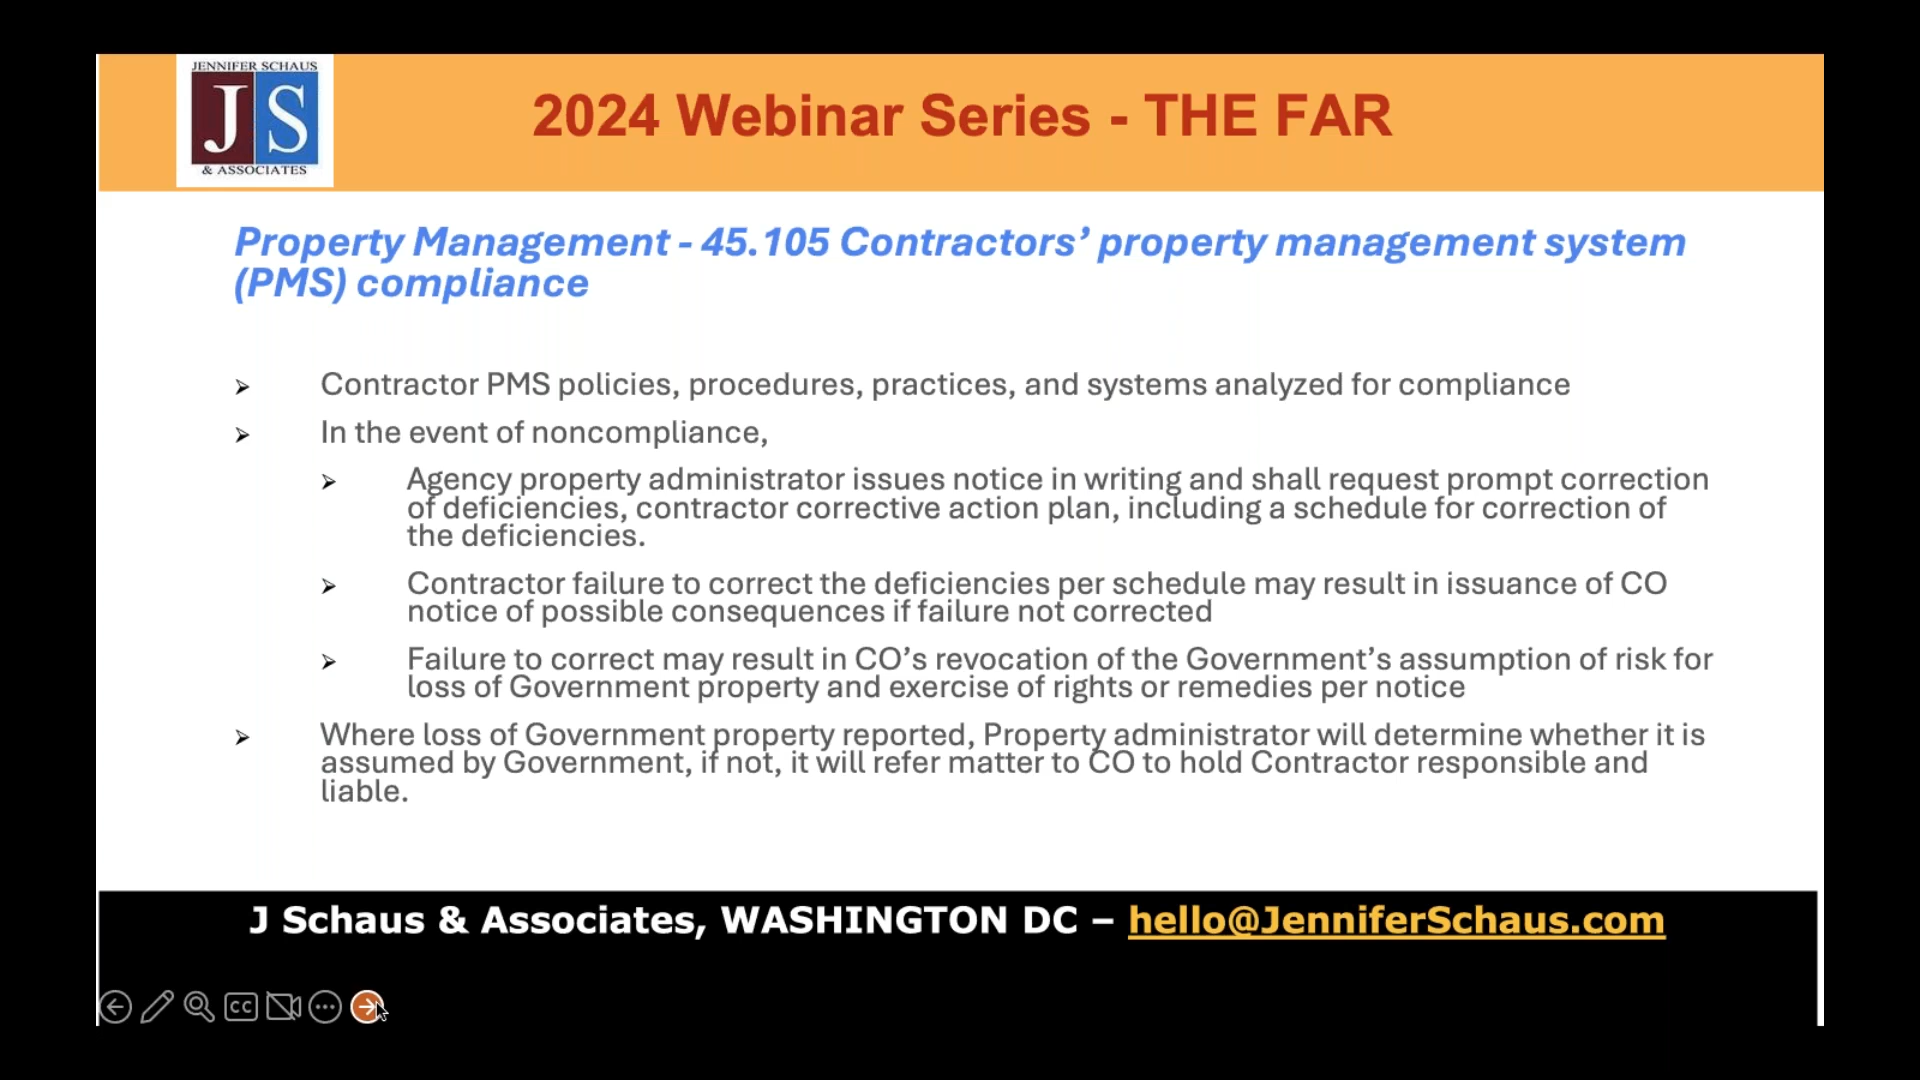 JENNIFER SCHAUS
JS
& ASSOCIATES
2024 Webinar Series - THE FAR
Property Management - 45.105 Contractors’ property management system
(PMS) compliance
Contractor PMS policies, procedures, practices, and systems analyzed for compliance
In the event of noncompliance,
Agency property administrator issues notice in writing and shall request prompt correction
of deficiencies, contractor corrective action plan, including a schedule for correction of
the deficiencies.
Contractor failure to correct the deficiencies per schedule may result in issuance of CO
notice of possible consequences if failure not corrected
Failure to correct may result in CO’s revocation of the Government’s assumption of risk for
loss of Government property and exercise of rights or remedies per notice
Where loss of Government property reported, Property administrator will determine whether it is
assumed by Government, if not, it will refer matter to CO to hold Contractor responsible and
liable.
J Schaus & Associates, WASHINGTON DC – hello@JenniferSchaus.com
CC